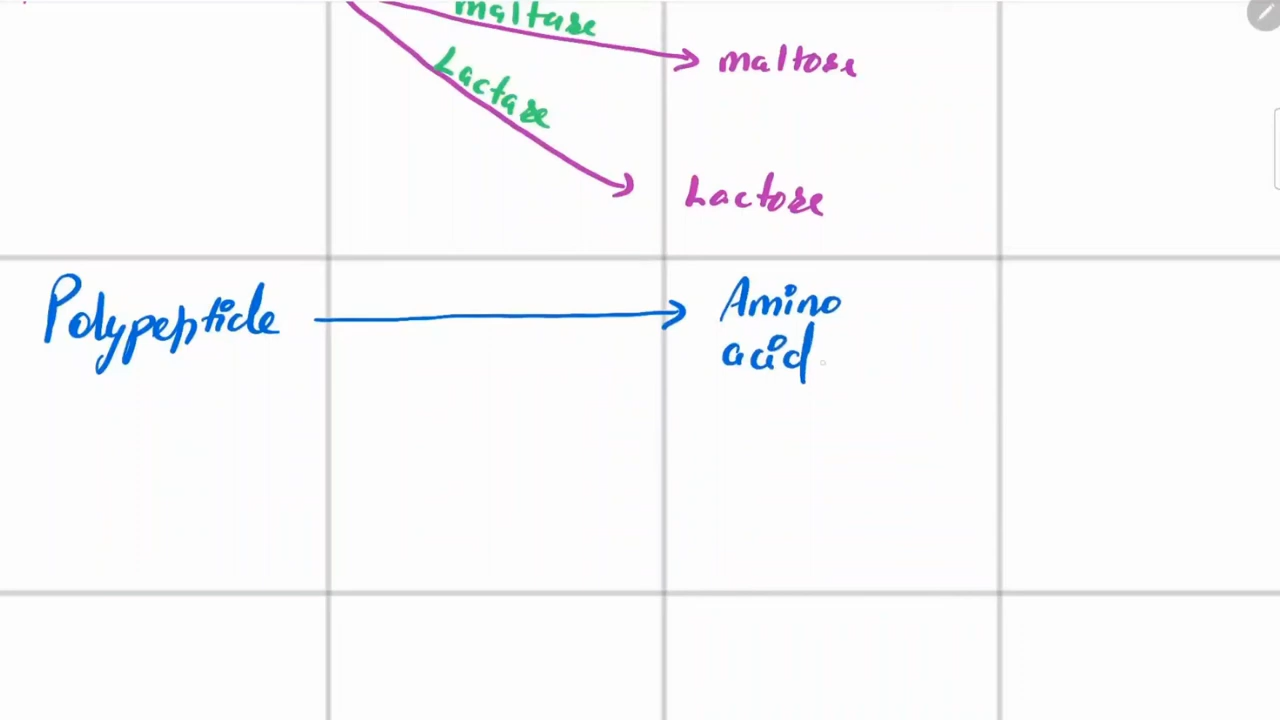 maltase
maltose
Lactase
Lactose
Polypeptide
Amino
acid